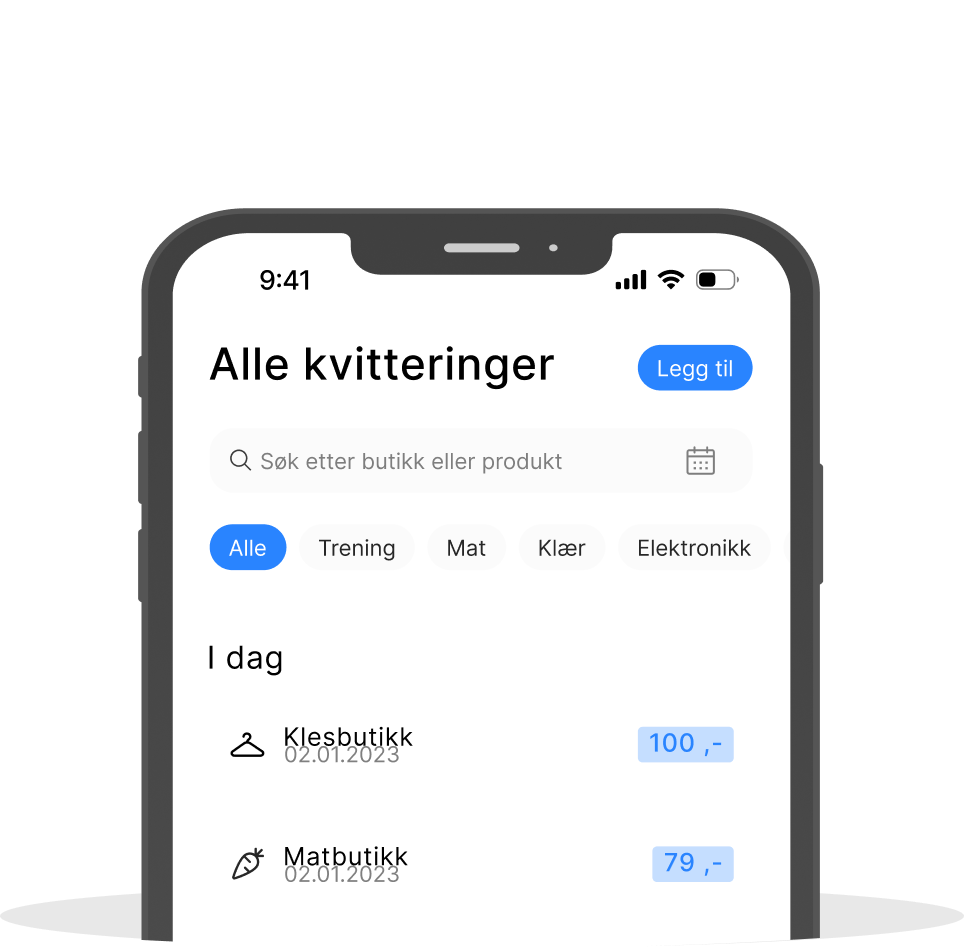 9:41
Alle kvitteringer
Legg til
Søk etter butikk eller produkt
Alle Trening Mat Klær Elektronikk
I dag
Klesbutikk
02.01.2023
100 ,-
Matbutikk
02.01.2023
79 ,-